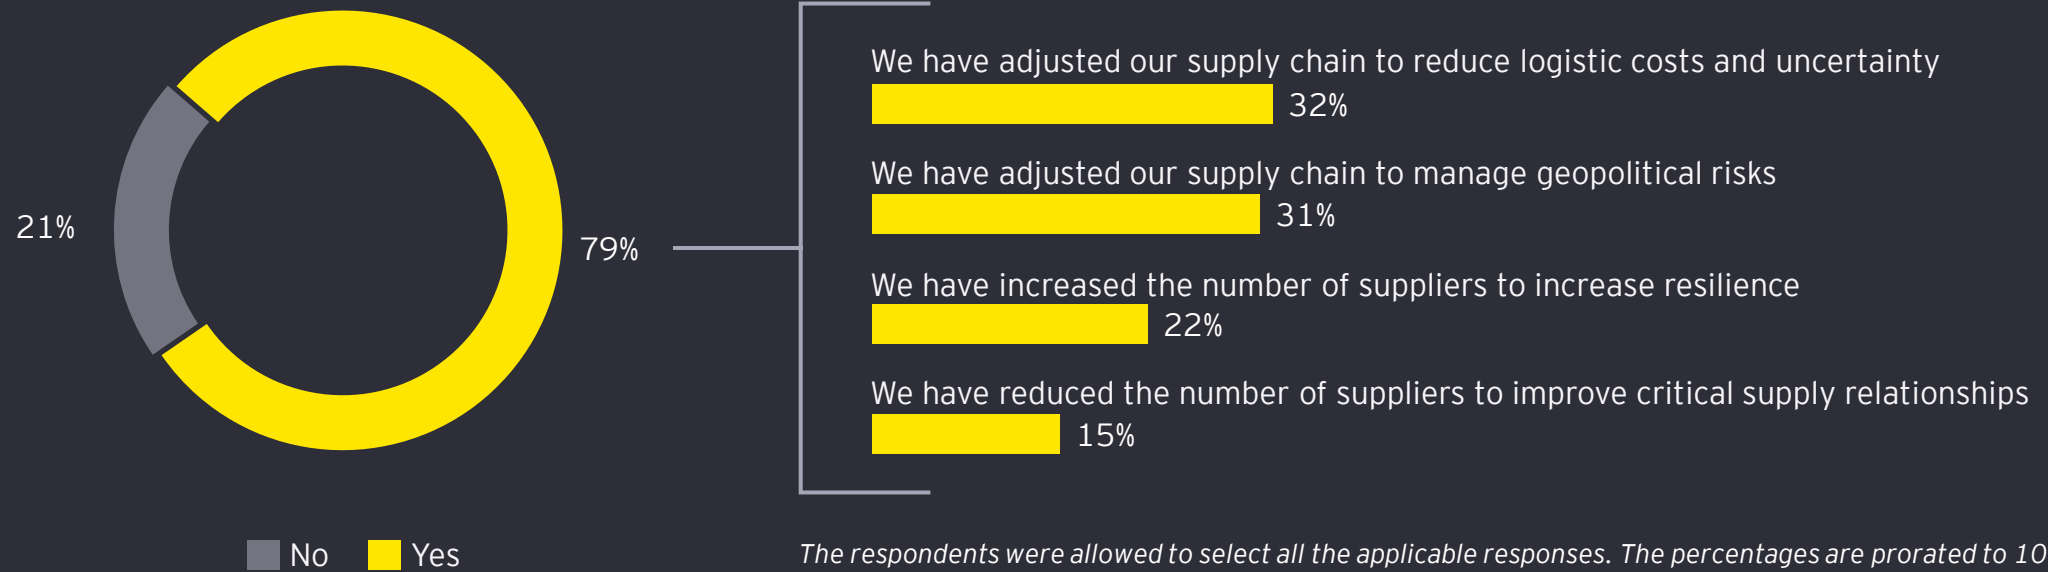 21%
79%
No
Yes
We have adjusted our supply chain to reduce logistic costs and uncertainty
32%
We have adjusted our supply chain to manage geopolitical risks
31%
We have increased the number of suppliers to increase resilience
22%
We have reduced the number of suppliers to improve critical supply relationships
15%
The respondents were allowed to select all the applicable responses. The percentages are prorated to 10